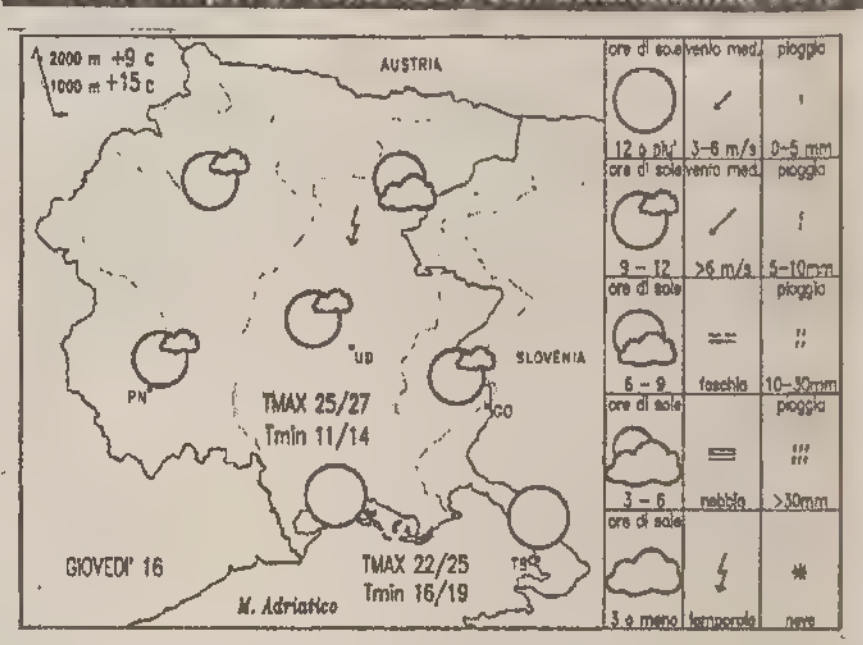 2000 m +9 c
1000 m +15 c
AUSTRIA
UD
SLOVENIA
PN
GO
TMAX 25/27
Tmin 11/14
GIOVEDI' 16
TMAX 22/25
Tmin 16/19
M. Adriatico
ore di sole vento med. pioggia
12 o piu' 3-6 m/s 0-5 mm
ore di sole vento med. pioggia
9 - 12 >6 m/s 5-10mm
ore di sole pioggia
6 - 9 foschia 10-30mm
ore di sole pioggia
3 - 6 nebbia >30mm
ore di sole
3 o meno temporale neve